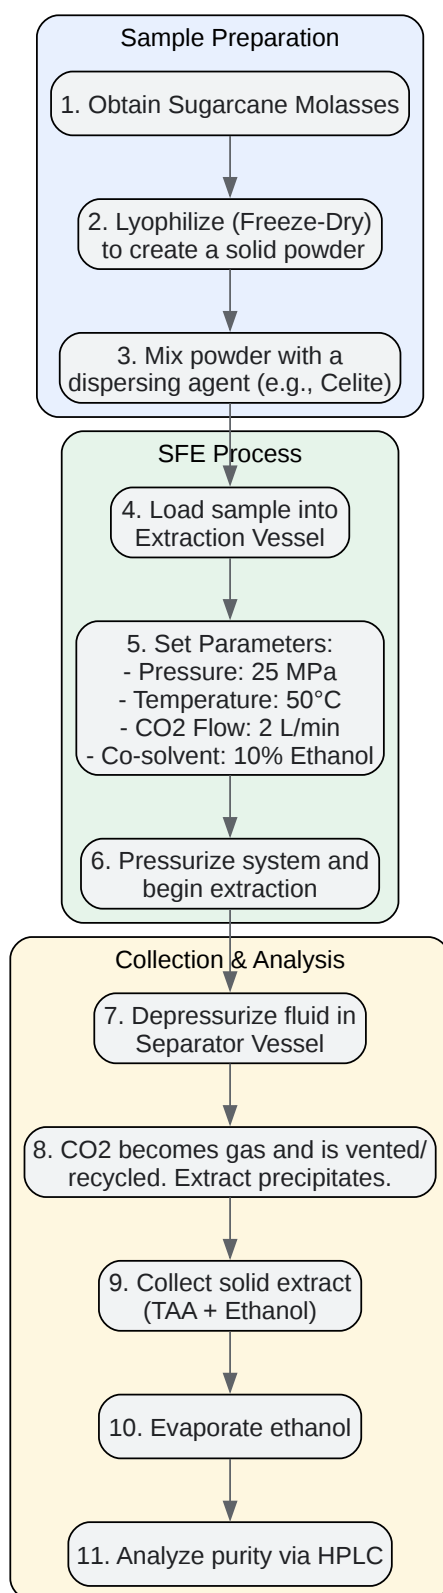 Sample Preparation
1. Obtain Sugarcane Molasses
2. Lyophilize (Freeze-Dry)
to create a solid powder
3. Mix powder with a
dispersing agent (e.g., Celite)
SFE Process
4. Load sample into
Extraction Vessel
5. Set Parameters:
- Pressure: 25 MPa
- Temperature: 50°C
- CO2 Flow: 2 L/min
- Co-solvent: 10% Ethanol
6. Pressurize system and
begin extraction
Collection & Analysis
7. Depressurize fluid in
Separator Vessel
8. CO2 becomes gas and is vented/
recycled. Extract precipitates.
9. Collect solid extract
(TAA + Ethanol)
10. Evaporate ethanol
11. Analyze purity via HPLC